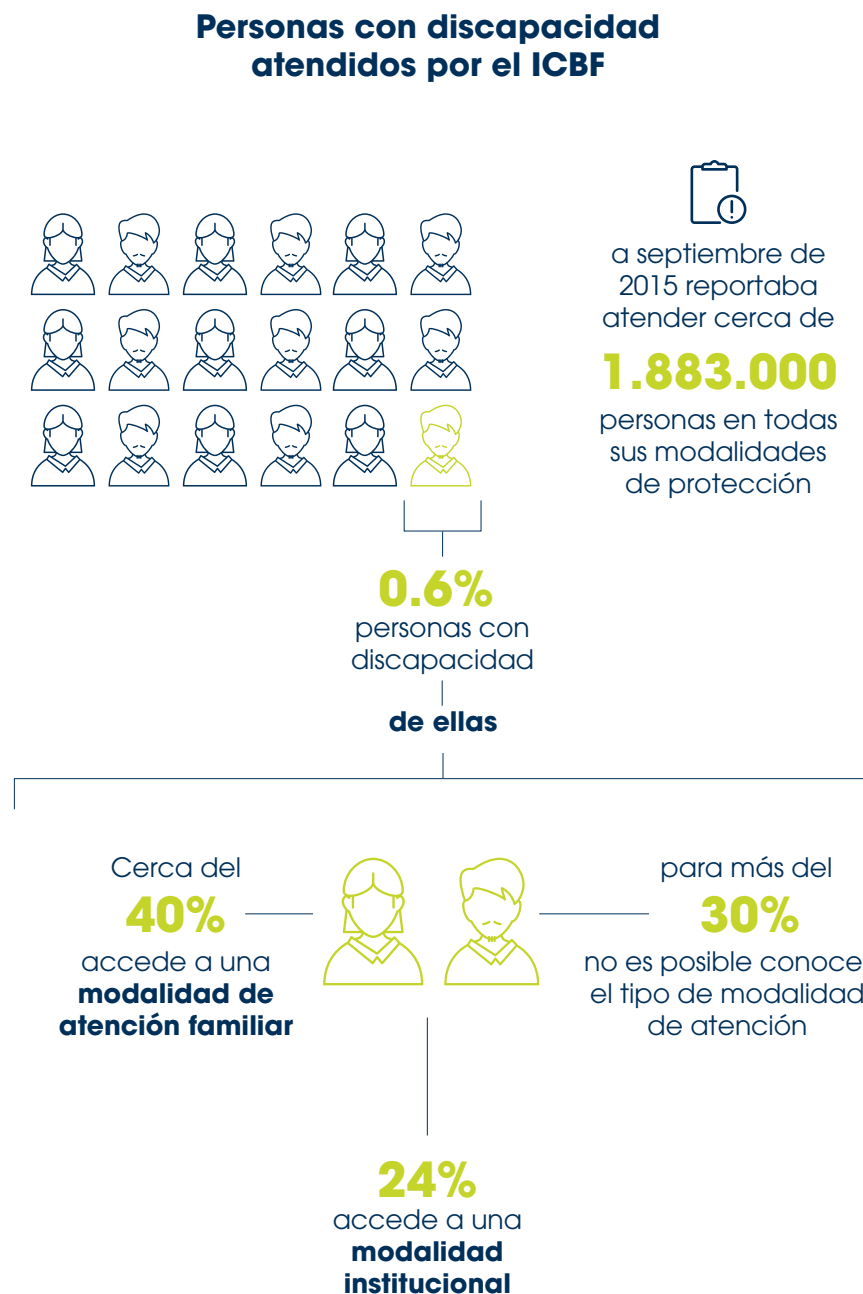 Personas con discapacidad
atendidos por el ICBF
a septiembre de
2015 reportaba
atender cerca de
1.883.000
personas en todas
sus modalidades
de protección
0.6%
personas con
discapacidad
de ellas
Cerca del
40%
accede a una
modalidad de
atención familiar
para más del
30%
no es posible conoce
el tipo de modalidad
de atención
24%
accede a una
modalidad
institucional